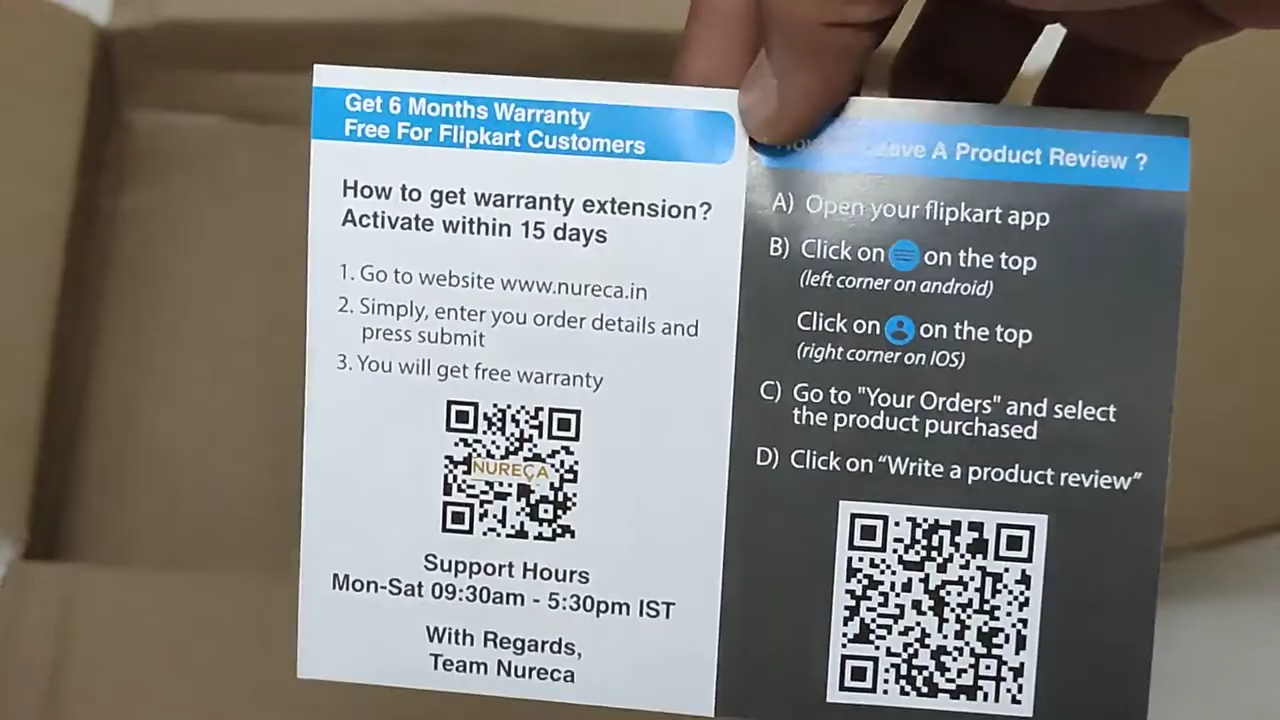 Get 6 Months Warranty
Free For Flipkart Customers
How to get warranty extension?
Activate within 15 days
1. Go to website www.nureca.in
2. Simply, enter you order details and
press submit
3. You will get free warranty
NURECA
Support Hours
Mon-Sat 09:30am - 5:30pm IST
With Regards,
Team Nureca
Leave A Product Review ?
A) Open your flipkart app
B) Click on on the top
(left corner on android)
Click on on the top
(right corner on IOS)
C) Go to "Your Orders" and select
the product purchased
D) Click on “Write a product review”